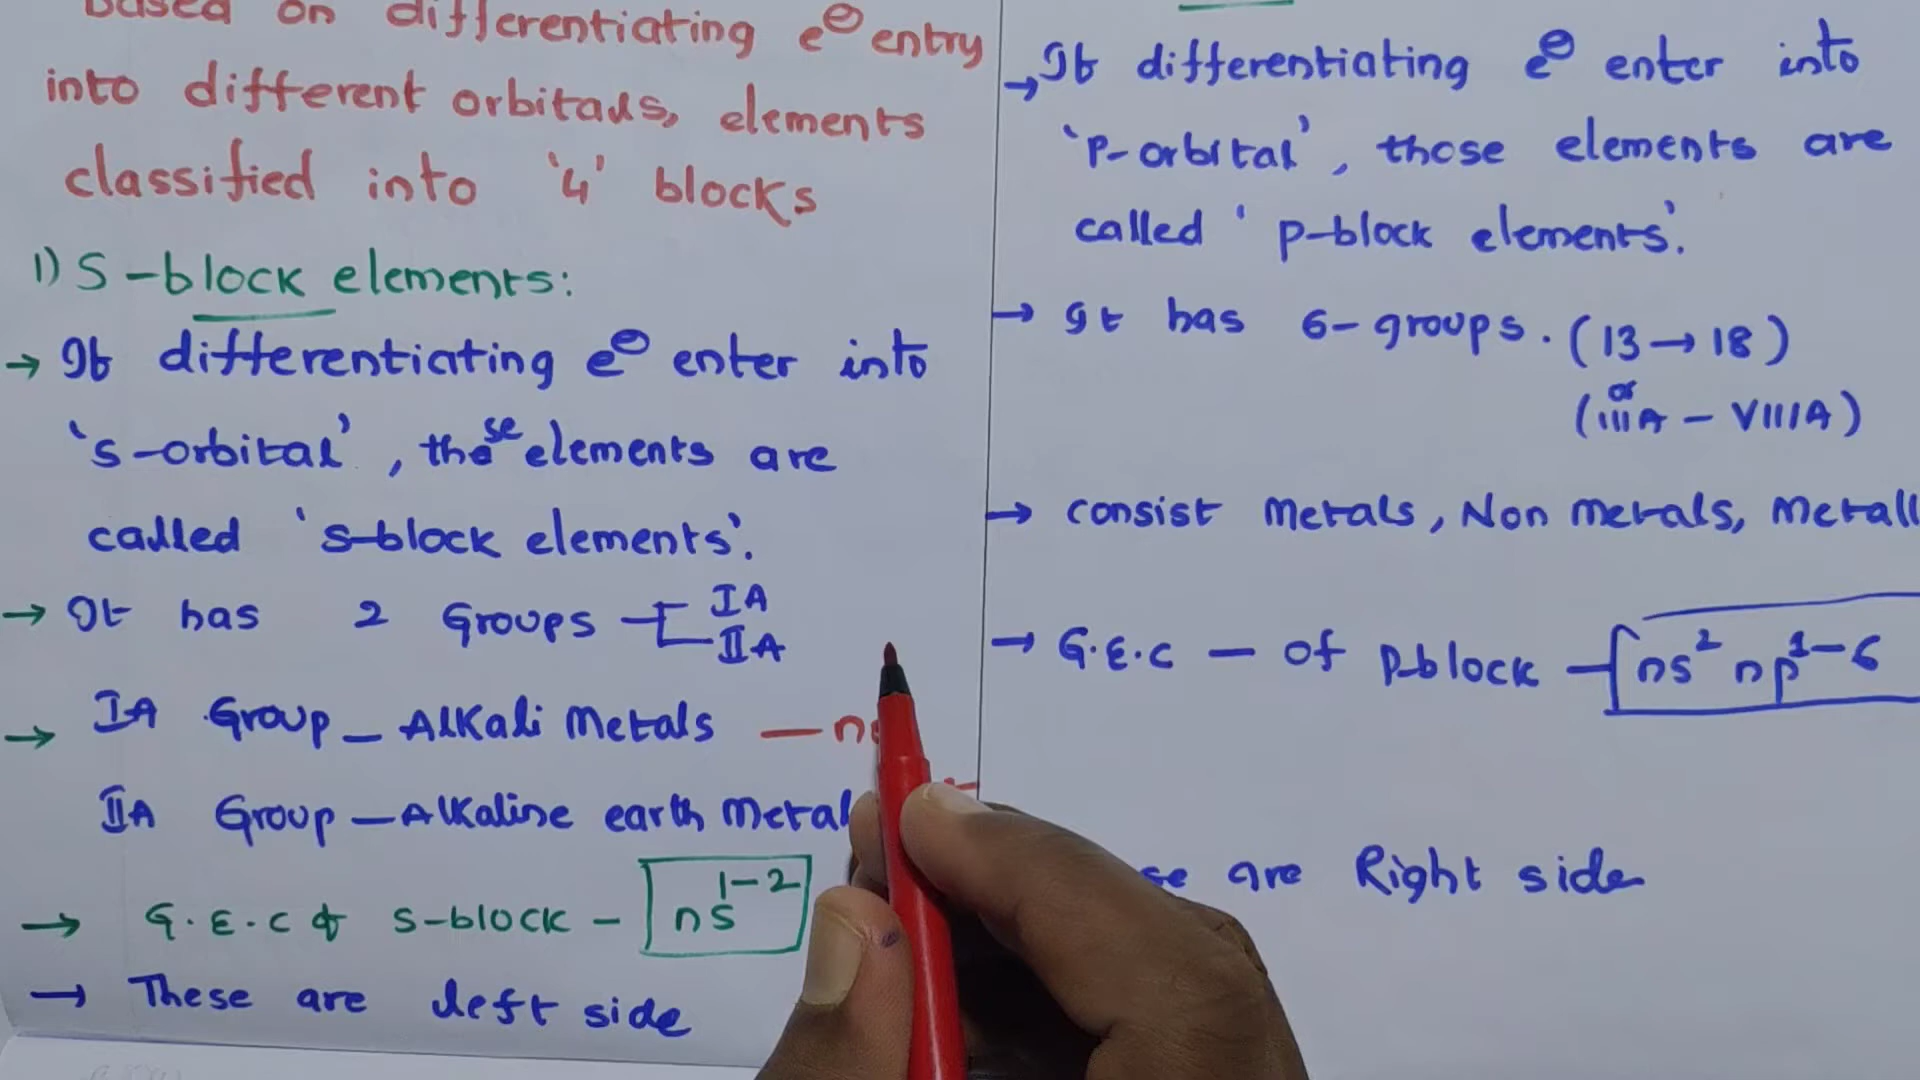 based on differentiating e⊖ entry
into different orbitals, elements
classified into '4' blocks
1) S-block elements:
→ If differentiating e⊖ enter into
's-orbital', those elements are
called 's-block elements'.
→ It has 2 Groups IA
IIA
→ IA Group - Alkali Metals -
IIA Group - Alkaline earth Metal
→ G.E.C of s-block - ns¹⁻²
→ These are left side
→ If differentiating e⊖ enter into
'p-orbital', those elements are
called 'p-block elements'.
→ It has 6-groups. (13→18)
or
(IIIA - VIIIA)
→ consist Metals, Non metals,
→ G.E.C - of p-block - ns² np¹⁻⁶
are Right side